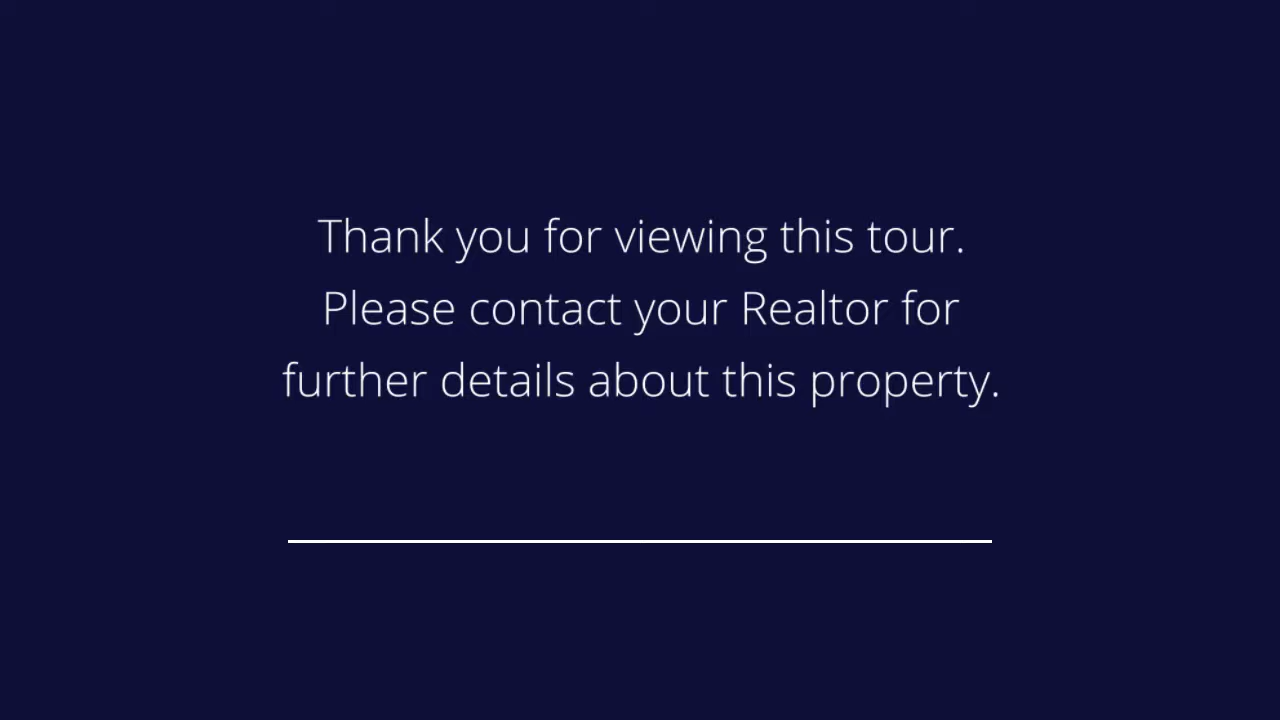 Thank you for viewing this tour.
Please contact your Realtor for
further details about this property.